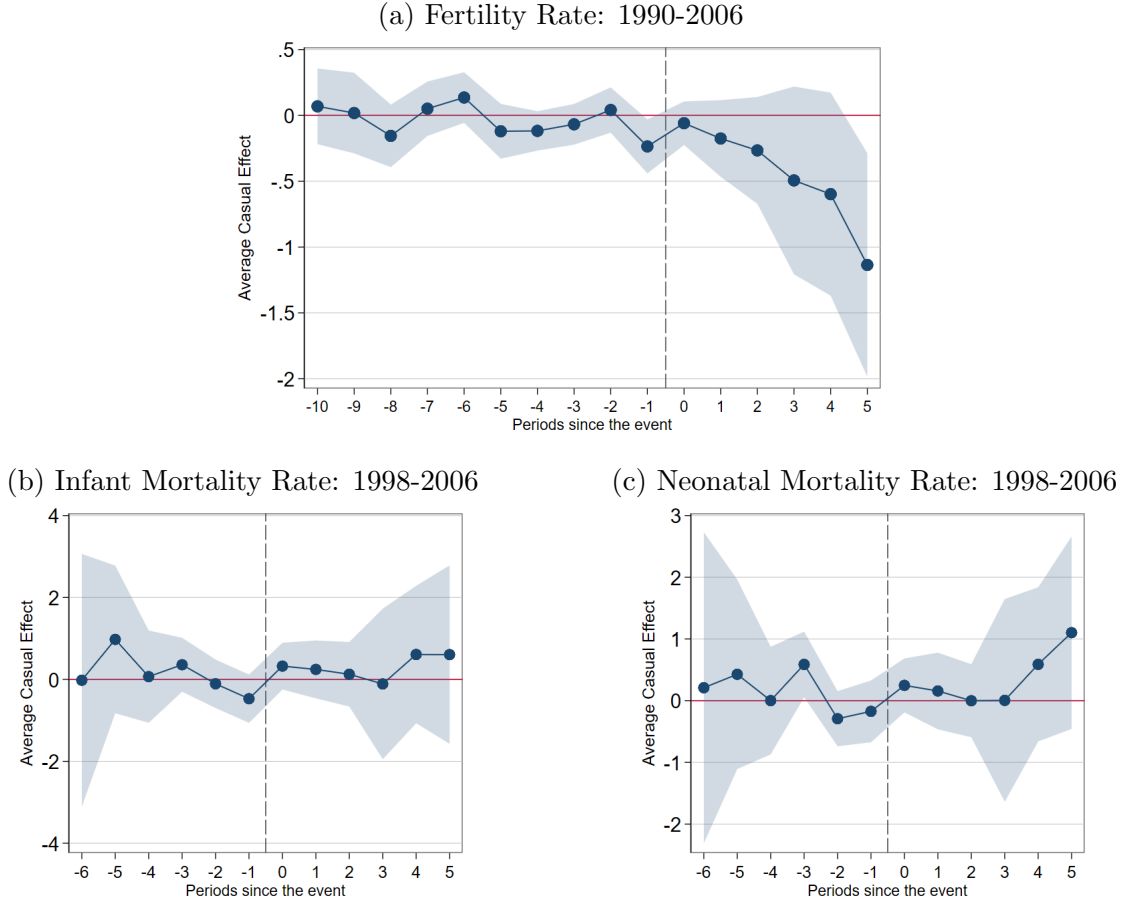 (a) Fertility Rate: 1990-2006
Average Casual Effect
.5
0
-.5
-1
-1.5
-2
-10 -9 -8 -7 -6 -5 -4 -3 -2 -1 0 1 2 3 4 5
Periods since the event
(b) Infant Mortality Rate: 1998-2006
Average Casual Effect
4
2
0
-2
-4
-6 -5 -4 -3 -2 -1 0 1 2 3 4 5
Periods since the event
(c) Neonatal Mortality Rate: 1998-2006
Average Casual Effect
3
2
1
0
-1
-2
-6 -5 -4 -3 -2 -1 0 1 2 3 4 5
Periods since the event